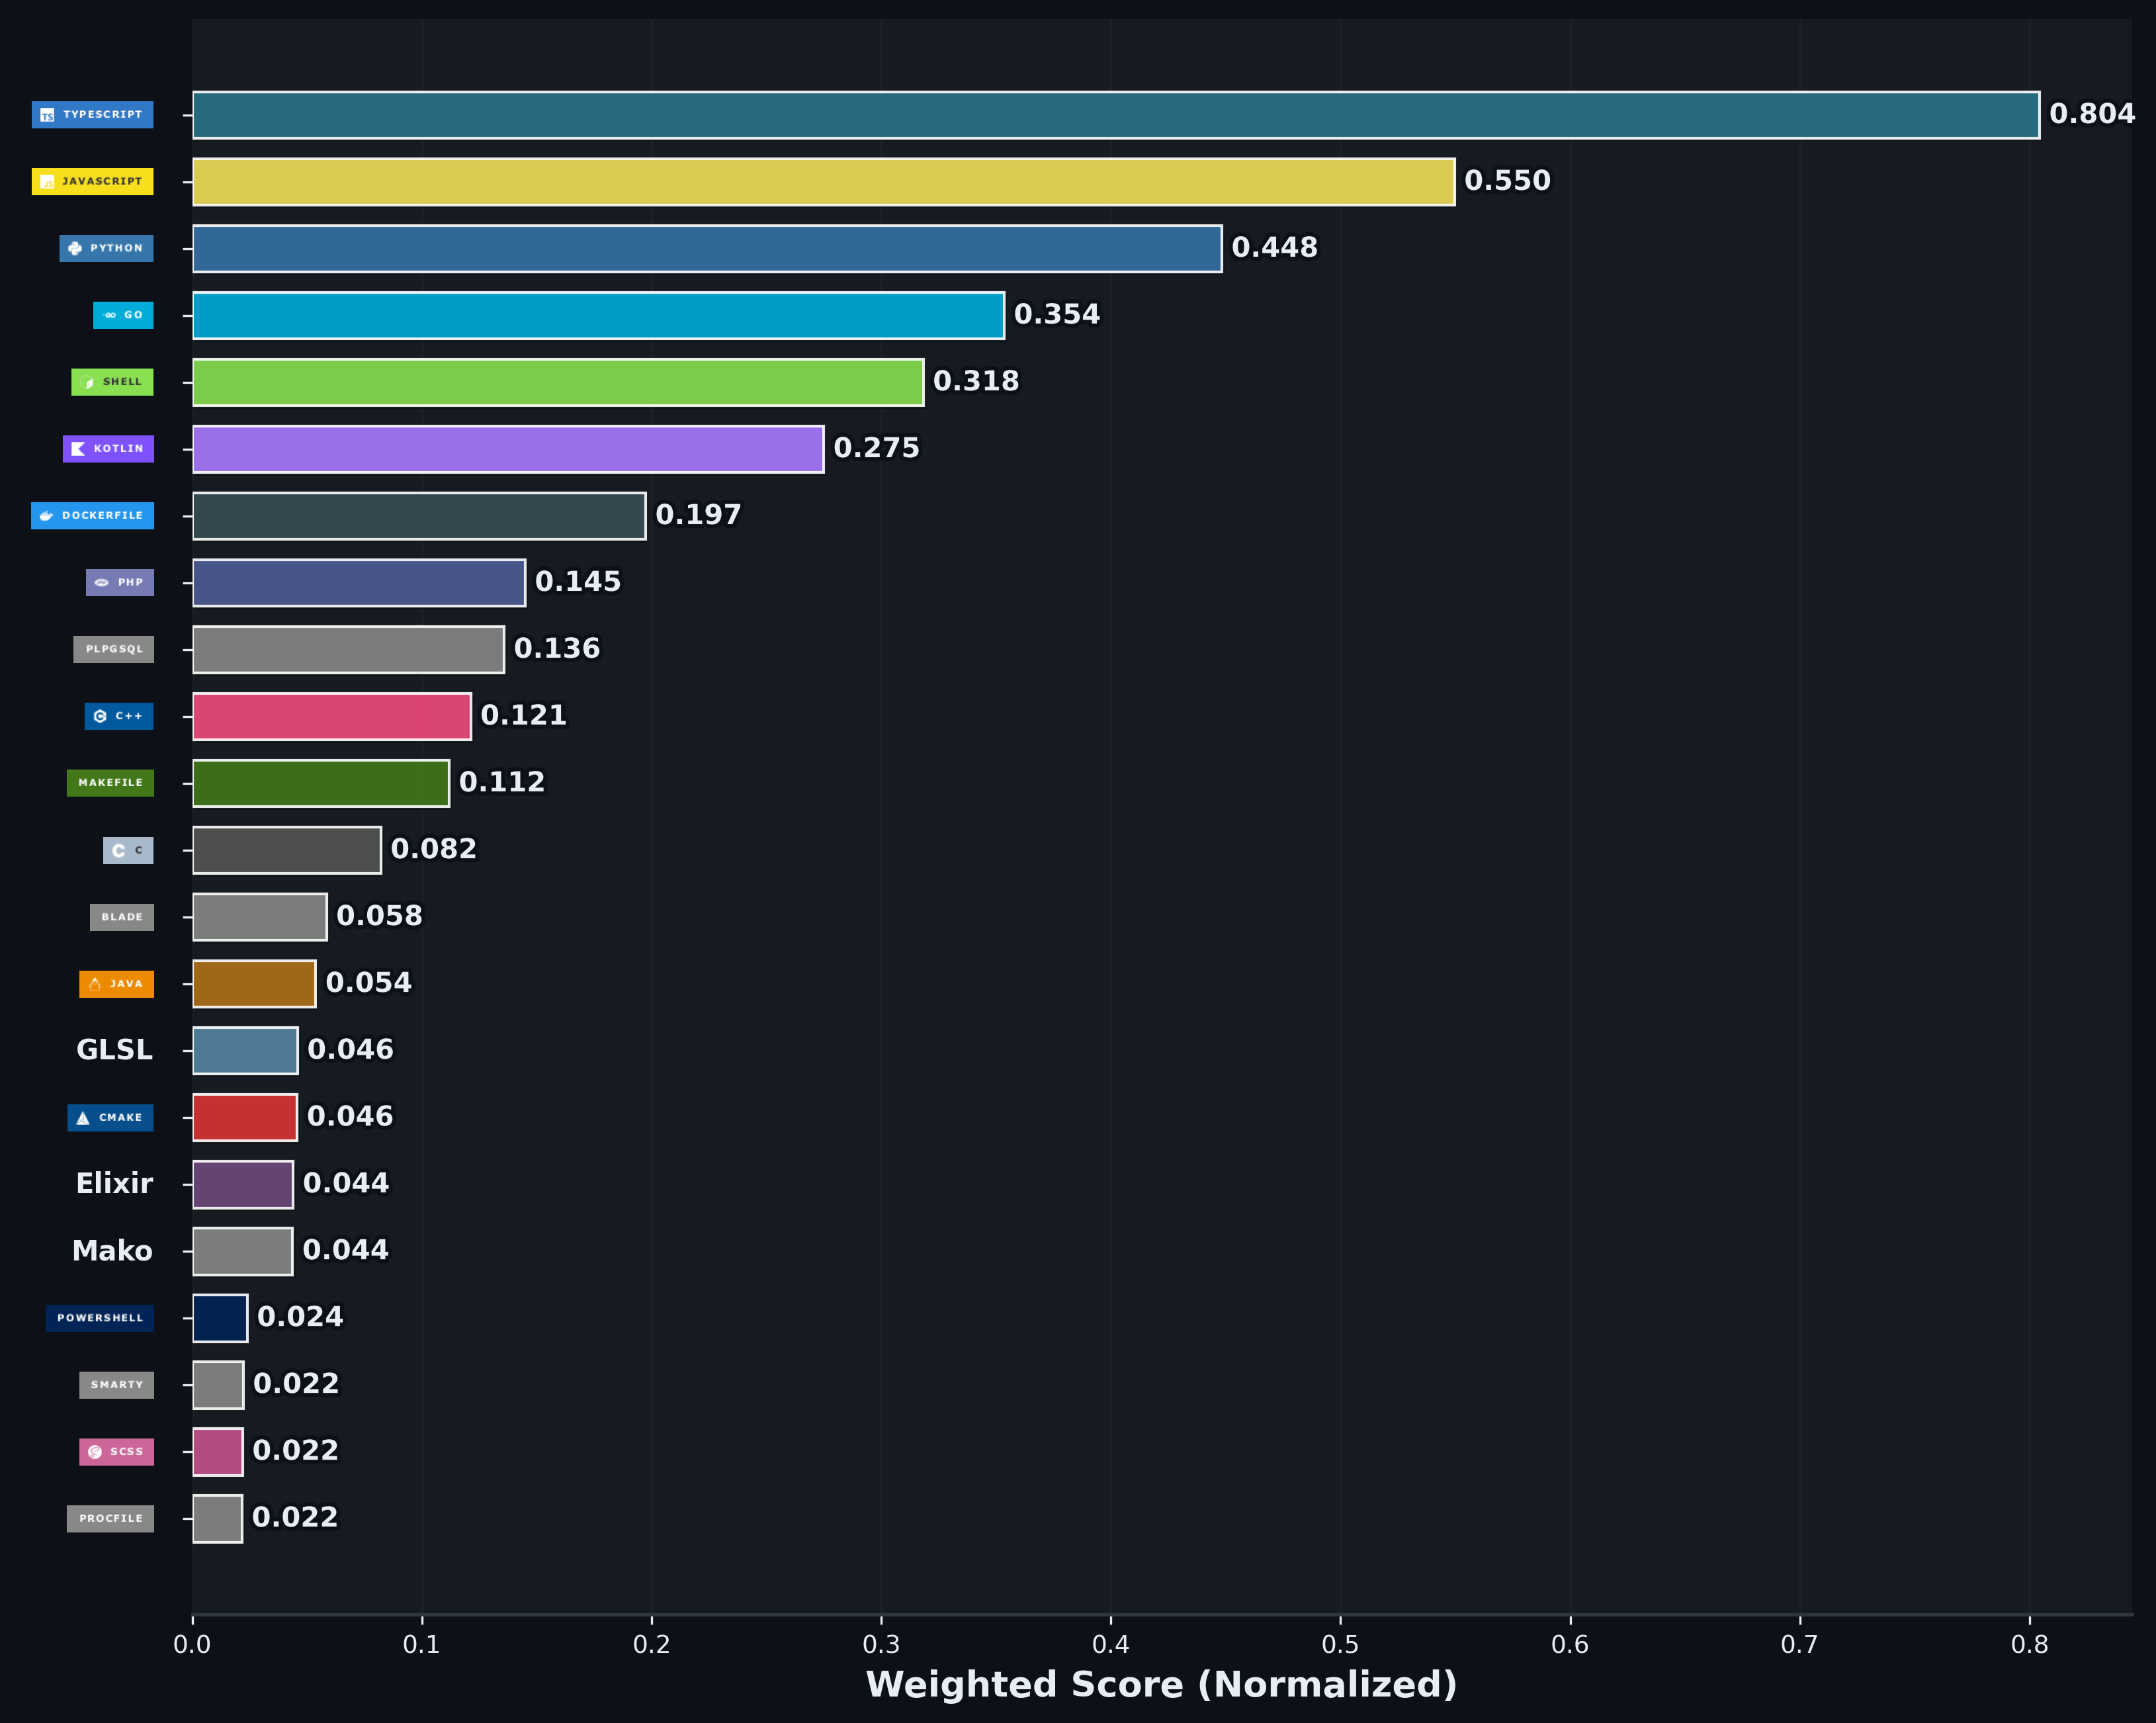 TYPESCRIPT 0.804
JAVASCRIPT 0.550
PYTHON 0.448
GO 0.354
SHELL 0.318
KOTLIN 0.275
DOCKERFILE 0.197
PHP 0.145
PLPGSQL 0.136
C++ 0.121
MAKEFILE 0.112
C 0.082
BLADE 0.058
JAVA 0.054
GLSL 0.046
CMAKE 0.046
Elixir 0.044
Mako 0.044
POWERSHELL 0.024
SMARTY 0.022
SCSS 0.022
PROCFILE 0.022
0.0 0.1 0.2 0.3 0.4 0.5 0.6 0.7 0.8
Weighted Score (Normalized)